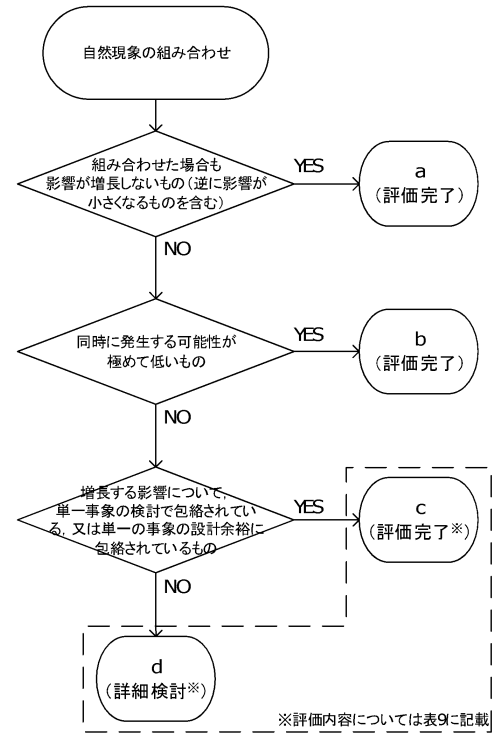 自然現象の組み合わせ
組み合わせた場合も
影響が増長しないもの（逆に影響が
小さくなるものを含む）
YES
a
（評価完了）
NO
同時に発生する可能性が
極めて低いもの
YES
b
（評価完了）
NO
増長する影響について，
単一事象の検討で包絡されてい
る，又は単一の事象の設計余裕に
包絡されているもの
YES
c
（評価完了※）
NO
d
（詳細検討※）
※評価内容については表9に記載